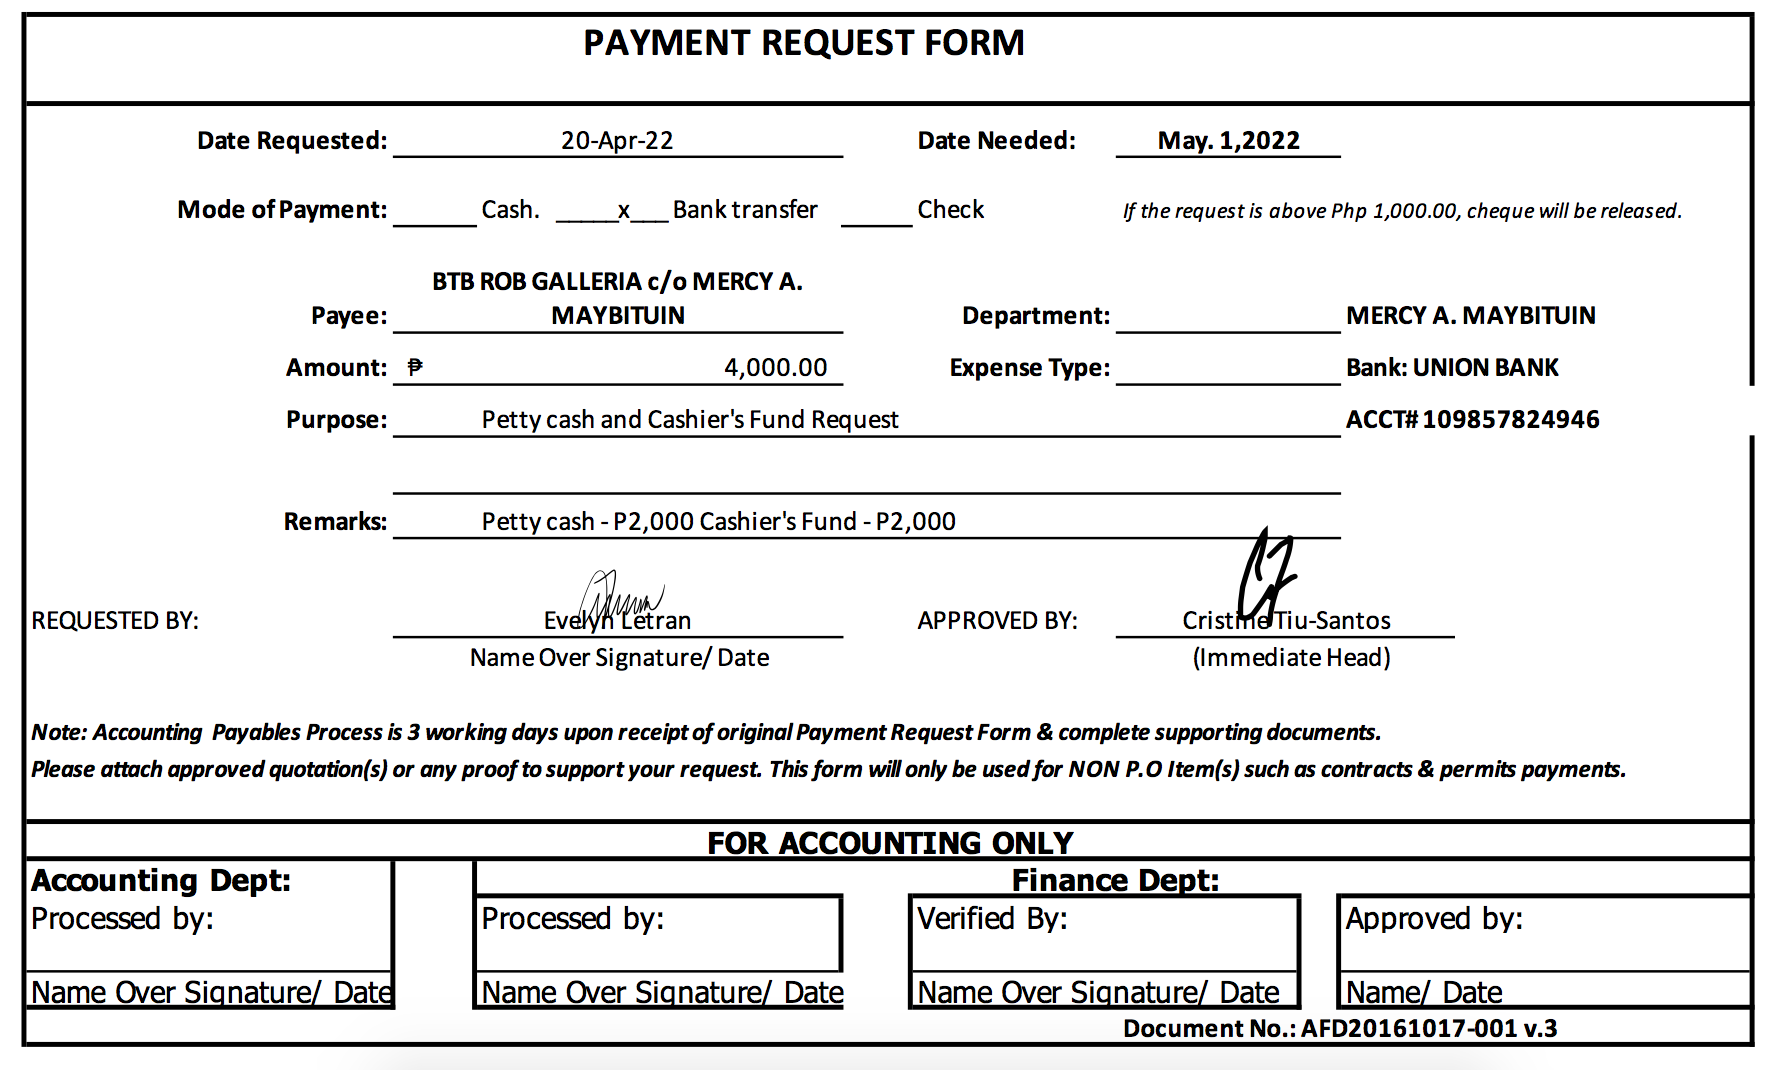 PAYMENT REQUEST FORM
Date Requested: 20-Apr-22 Date Needed: May. 1,2022
Mode of Payment: ______ Cash. _____x___ Bank transfer ______ Check If the request is above Php 1,000.00, cheque will be released.
BTB ROB GALLERIA c/o MERCY A.
Payee: MAYBITUIN Department: MERCY A. MAYBITUIN
Amount: ₱ 4,000.00 Expense Type: Bank: UNION BANK
Purpose: Petty cash and Cashier's Fund Request ACCT# 109857824946
Remarks: Petty cash - P2,000 Cashier's Fund - P2,000
REQUESTED BY: Evelyn Letran APPROVED BY: Cristine Tiu-Santos
Name Over Signature/ Date (Immediate Head)
Note: Accounting Payables Process is 3 working days upon receipt of original Payment Request Form & complete supporting documents.
Please attach approved quotation(s) or any proof to support your request. This form will only be used for NON P.O Item(s) such as contracts & permits payments.
FOR ACCOUNTING ONLY
Accounting Dept: Finance Dept:
Processed by: Processed by: Verified By: Approved by:
Name Over Signature/ Date Name Over Signature/ Date Name Over Signature/ Date Name/ Date
Document No.: AFD20161017-001 v.3